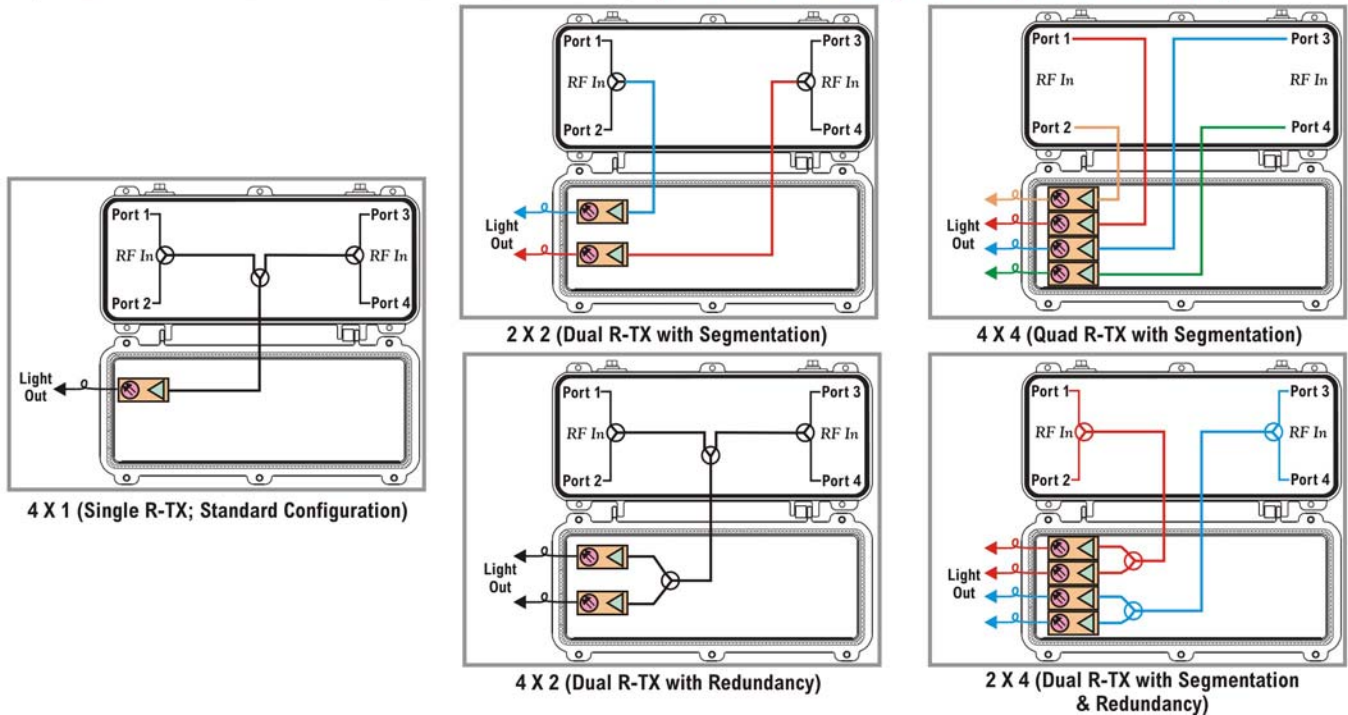 Port 1
Port 3
RF In
RF In
Port 2
Port 4
Light
Out
4 X 1 (Single R-TX; Standard Configuration)
Port 1
Port 3
RF In
RF In
Port 2
Port 4
Light
Out
2 X 2 (Dual R-TX with Segmentation)
Port 1
Port 3
RF In
RF In
Port 2
Port 4
Light
Out
4 X 4 (Quad R-TX with Segmentation)
Port 1
Port 3
RF In
RF In
Port 2
Port 4
Light
Out
4 X 2 (Dual R-TX with Redundancy)
Port 1
Port 3
RF In
RF In
Port 2
Port 4
Light
Out
2 X 4 (Dual R-TX with Segmentation
& Redundancy)